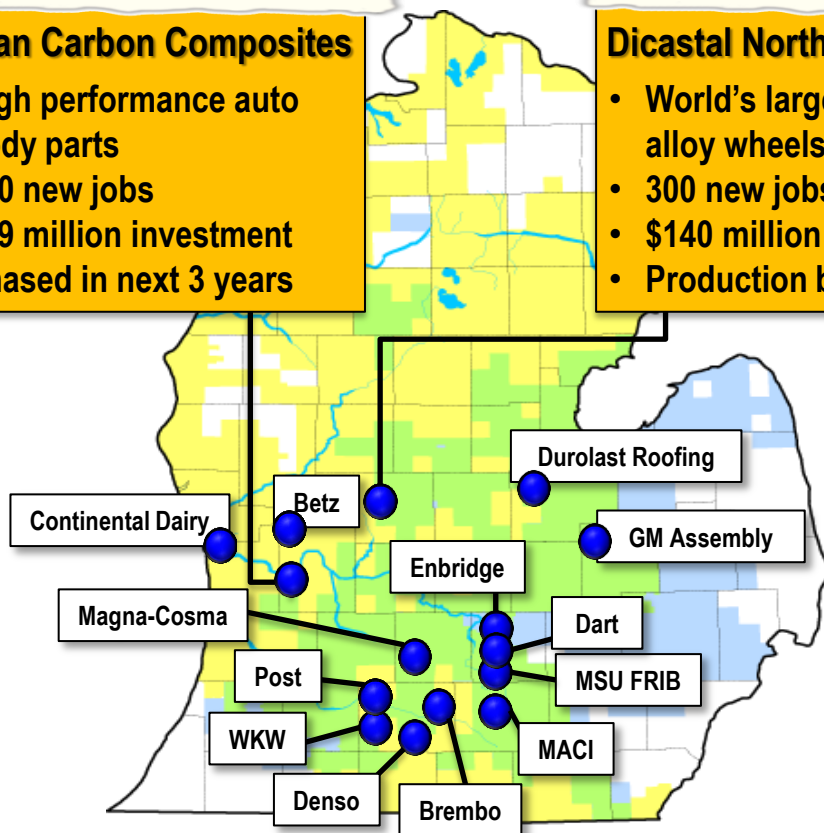 an Carbon Composites
gh performance auto
dy parts
0 new jobs
9 million investment
ased in next 3 years
Dicastal North
• World’s large
alloy wheels
• 300 new jobs
• $140 million
• Production b
Durolast Roofing
Betz
Continental Dairy
GM Assembly
Enbridge
Magna-Cosma
Dart
Post
MSU FRIB
WKW
MACI
Denso
Brembo